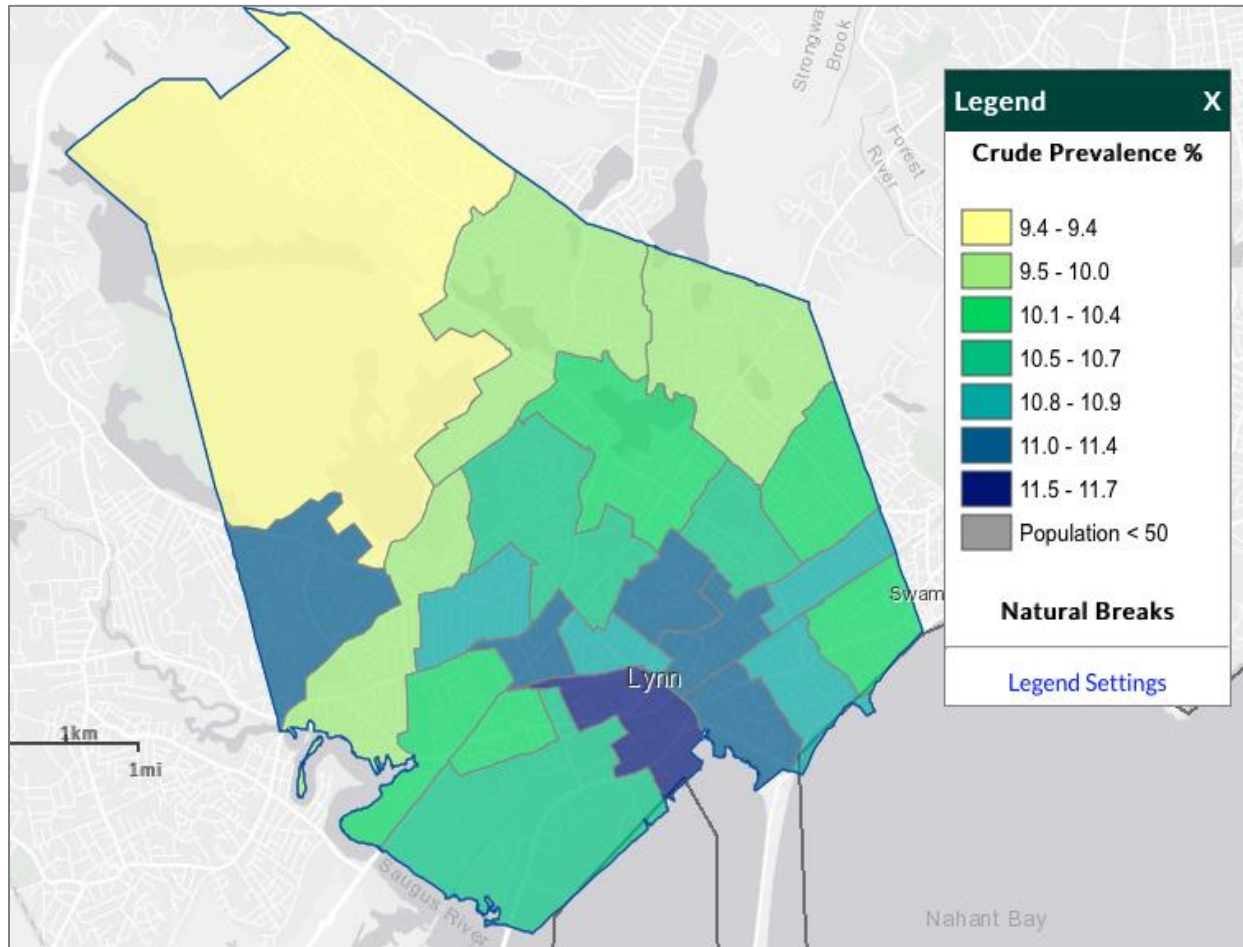 Strongwa
Brook
Forest
River
Legend X
Crude Prevalence %
9.4 - 9.4
9.5 - 10.0
10.1 - 10.4
10.5 - 10.7
10.8 - 10.9
11.0 - 11.4
11.5 - 11.7
Population < 50
Natural Breaks
Legend Settings
Swam
Lynn
1km
1mi
Saugus River
Nahant Bay